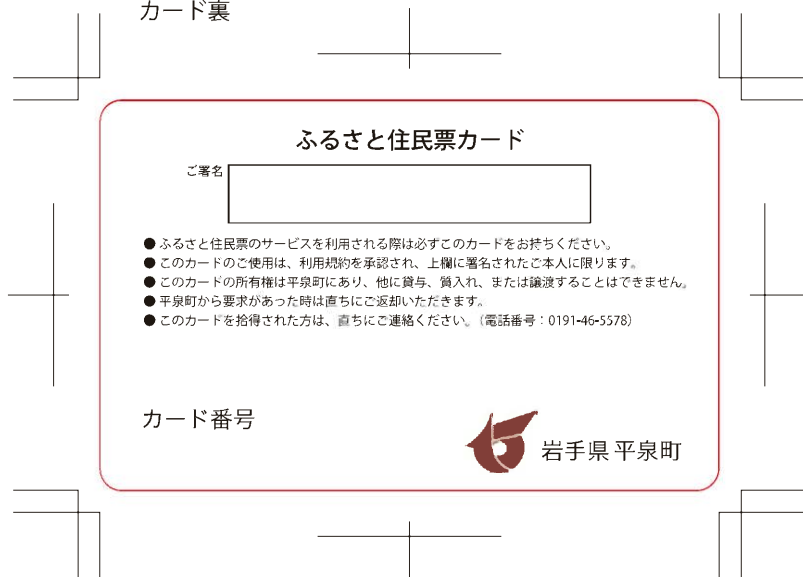 カード裏
ふるさと住民票カード
ご署名
● ふるさと住民票のサービスを利用される際は必ずこのカードをお持ちください。
● このカードのご使用は、利用規約を承認され、上欄に署名されたご本人に限ります。
● このカードの所有権は平泉町にあり、他に貸与、質入れ、または譲渡することはできません。
● 平泉町から要求があった時は直ちにご返却いただきます。
● このカードを拾得された方は、直ちにご連絡ください。（電話番号：0191-46-5578）
カード番号
岩手県 平泉町